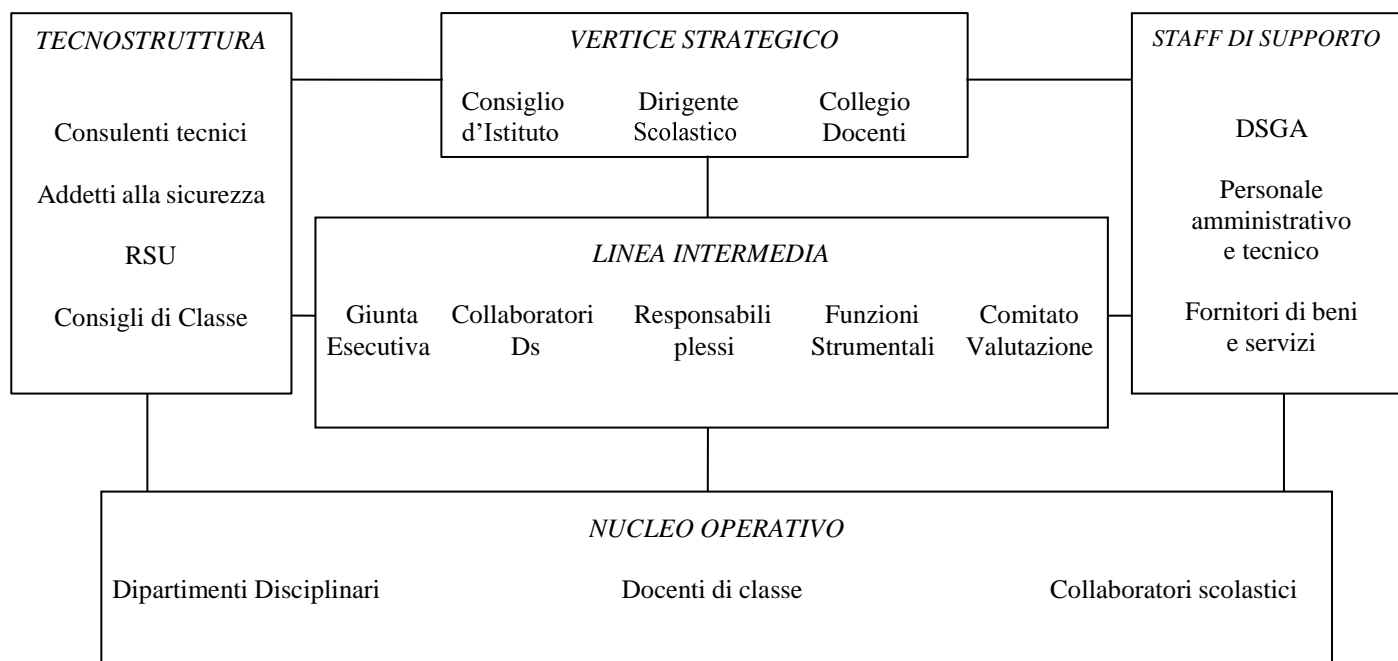 TECNOSTRUTTURA
Consulenti tecnici
Addetti alla sicurezza
RSU
Consigli di Classe
VERTICE STRATEGICO
Consiglio d’Istituto
Dirigente Scolastico
Collegio Docenti
STAFF DI SUPPORTO
DSGA
Personale
amministrativo
e tecnico
Fornitori di beni
e servizi
LINEA INTERMEDIA
Giunta Esecutiva
Collaboratori Ds
Responsabili plessi
Funzioni Strumentali
Comitato Valutazione
NUCLEO OPERATIVO
Dipartimenti Disciplinari
Docenti di classe
Collaboratori scolastici